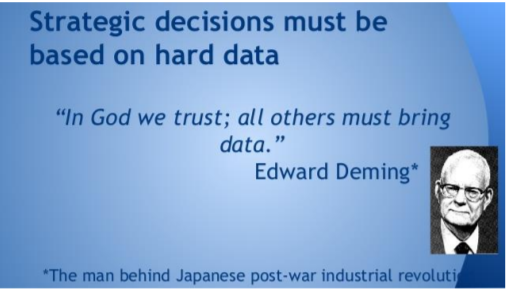 Strategic decisions must be
based on hard data
“In God we trust; all others must bring
data.”
Edward Deming*
*The man behind Japanese post-war industrial